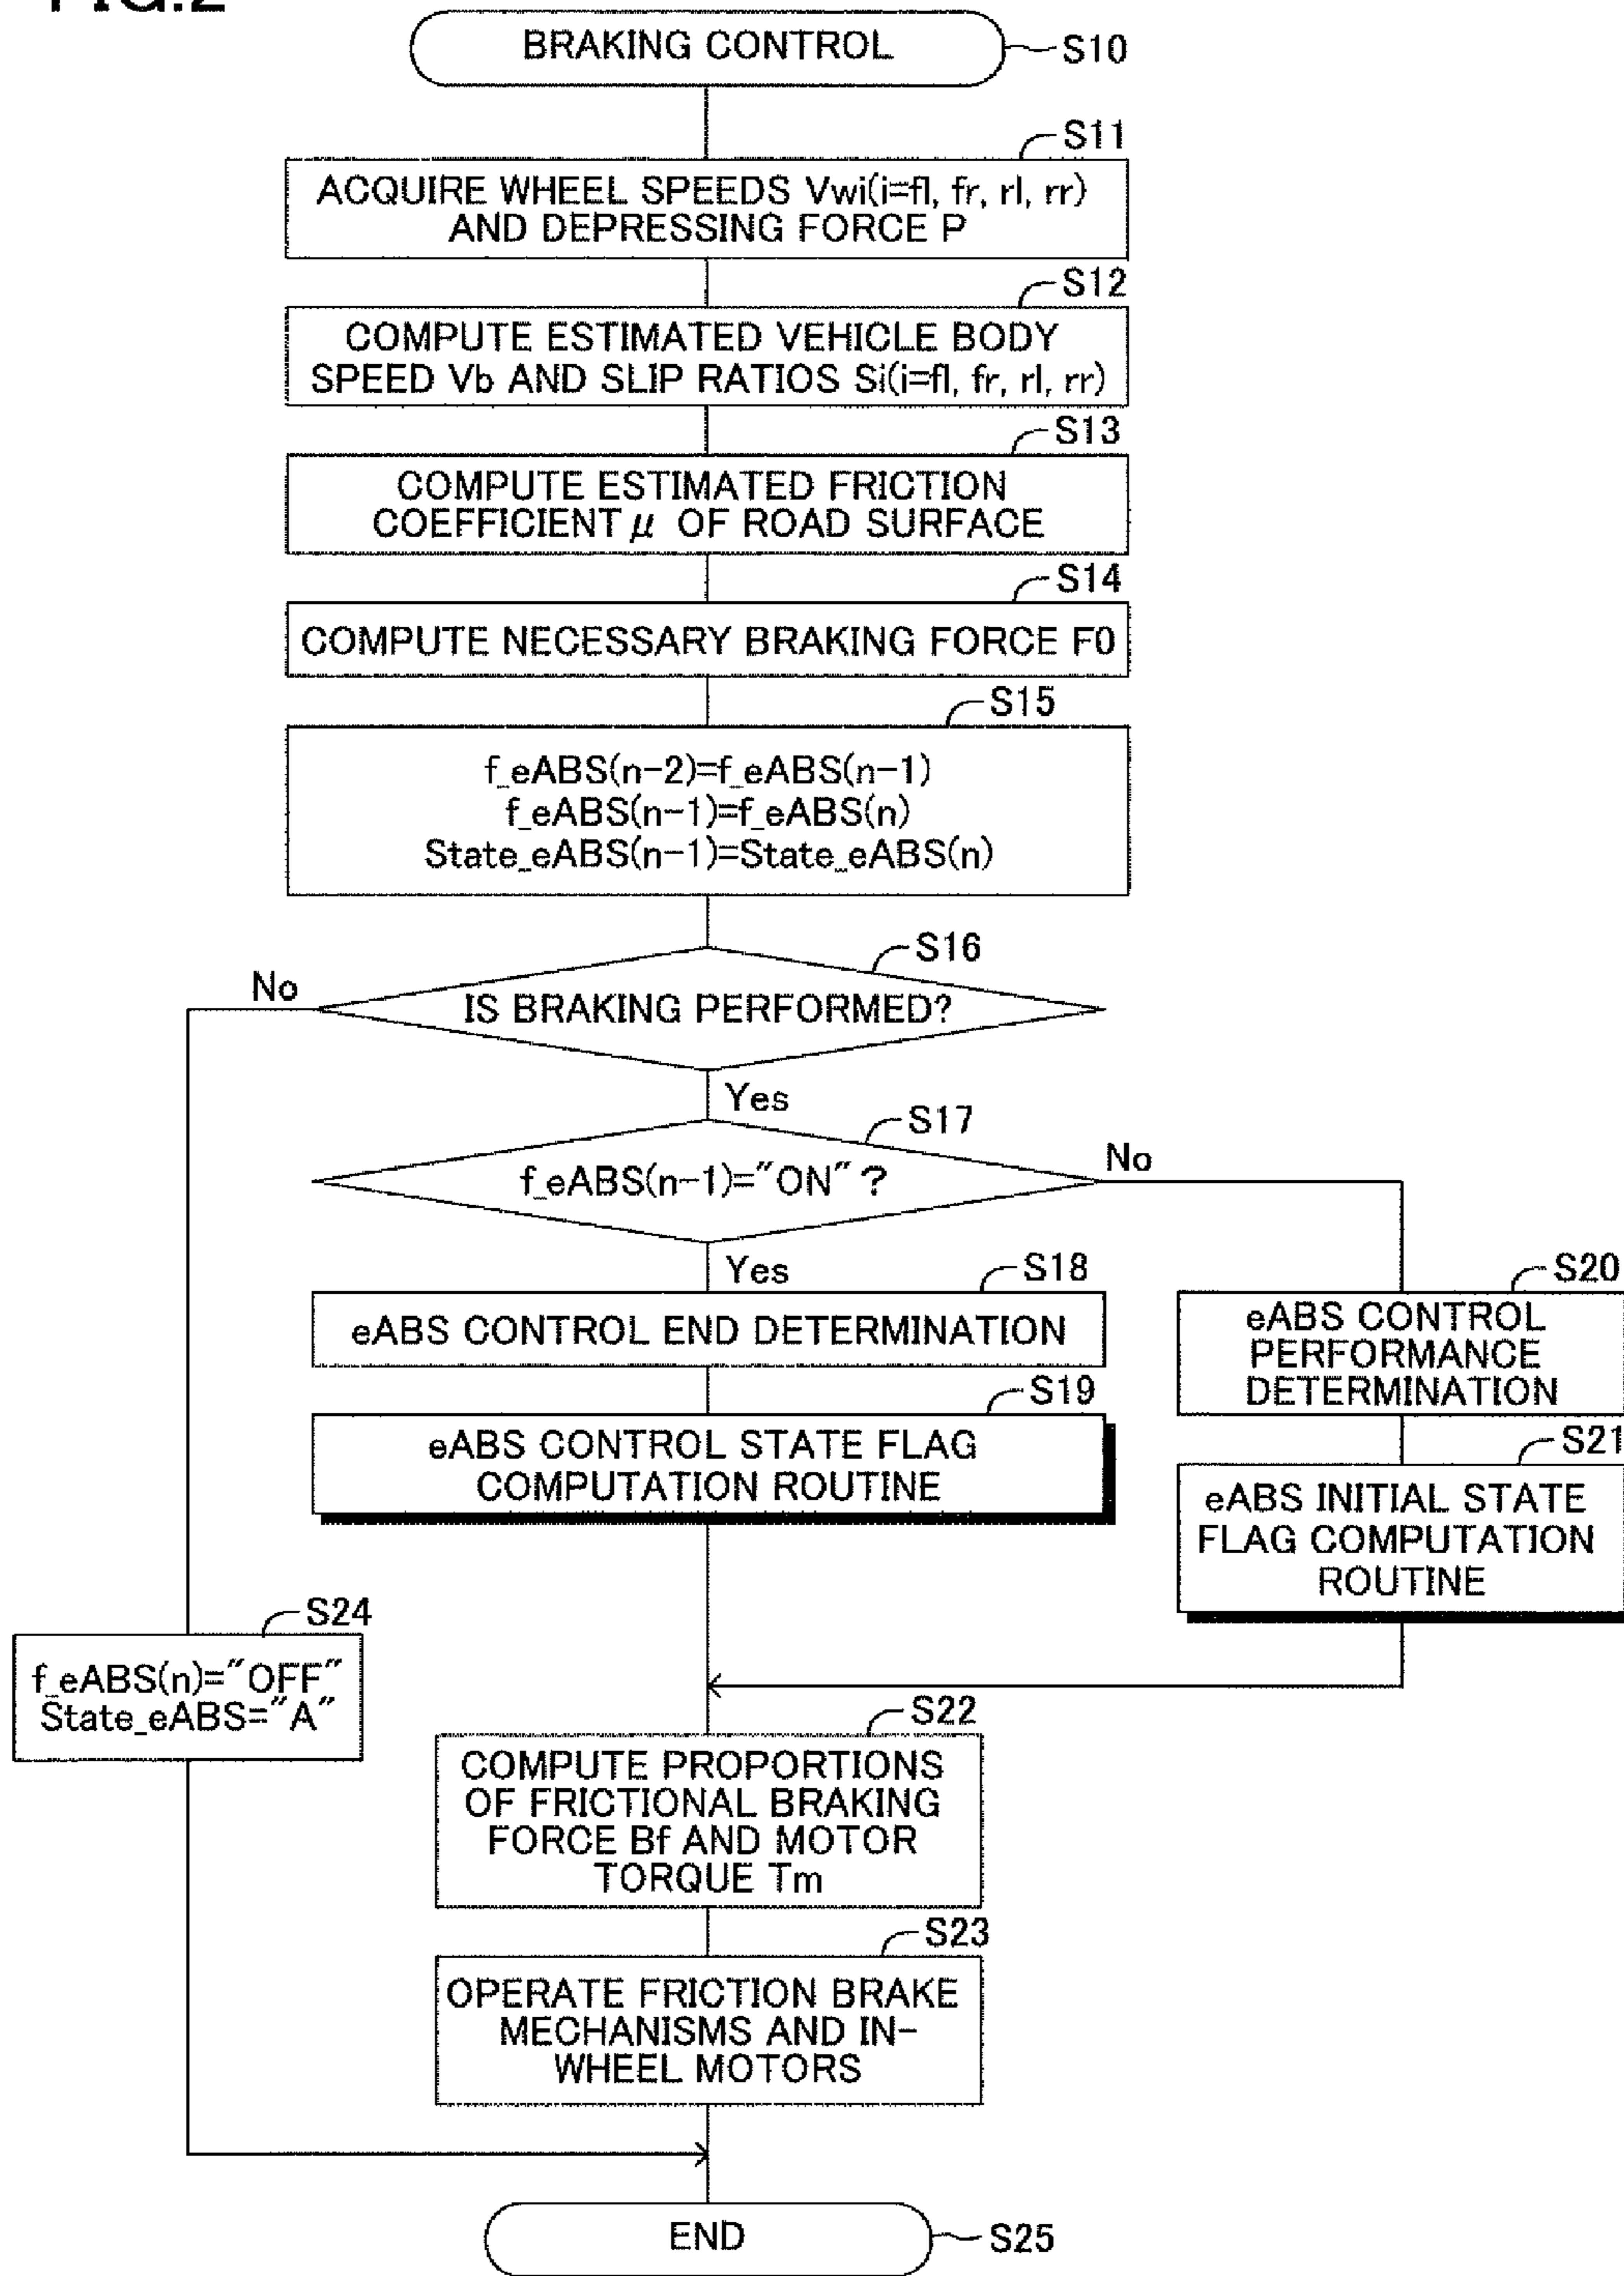 FIG.2
BRAKING CONTROL
S10
S11
ACQUIRE WHEEL SPEEDS Vwi(i=fl, fr, rl, rr)
AND DEPRESSING FORCE P
S12
COMPUTE ESTIMATED VEHICLE BODY
SPEED Vb AND SLIP RATIOS Si(i=fl, fr, rl, rr)
S13
COMPUTE ESTIMATED FRICTION
COEFFICIENT μ OF ROAD SURFACE
S14
COMPUTE NECESSARY BRAKING FORCE F0
S15
f_eABS(n-2)=f_eABS(n-1)
f_eABS(n-1)=f_eABS(n)
State_eABS(n-1)=State_eABS(n)
S16
No
IS BRAKING PERFORMED?
Yes
S17
No
f_eABS(n-1)="ON"?
Yes
S18
eABS CONTROL END DETERMINATION
S19
eABS CONTROL STATE FLAG
COMPUTATION ROUTINE
S20
eABS CONTROL
PERFORMANCE
DETERMINATION
S21
eABS INITIAL STATE
FLAG COMPUTATION
ROUTINE
S24
f_eABS(n)="OFF"
State_eABS="A"
S22
COMPUTE PROPORTIONS
OF FRICTIONAL BRAKING
FORCE Bf AND MOTOR
TORQUE Tm
S23
OPERATE FRICTION BRAKE
MECHANISMS AND IN-
WHEEL MOTORS
END
S25